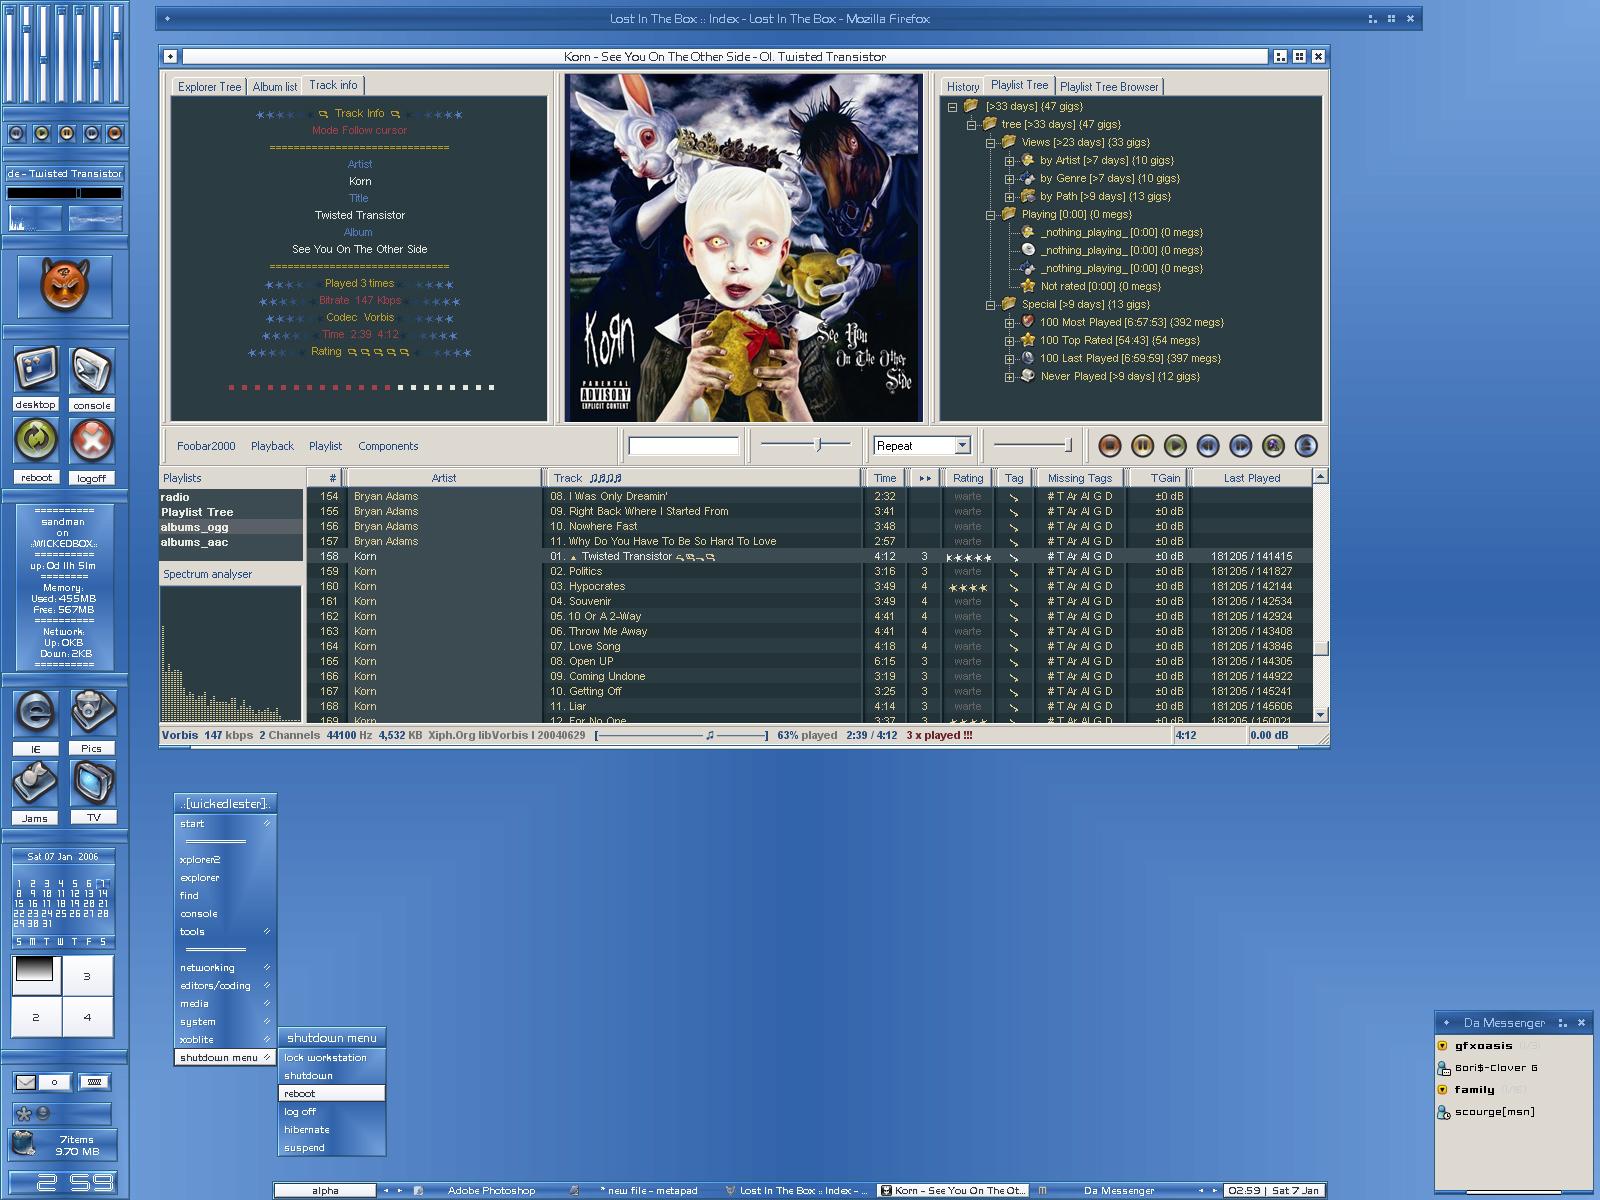 Lost In The Box :: Index - Lost In The Box - Mozilla Firefox
Korn - See You On The Other Side - 01. Twisted Transistor
Explorer Tree
Album list
Track info
Track Info
Mode Follow cursor
==============================
Artist
Korn
Title
Twisted Transistor
Album
See You On The Other Side
==============================
Played 3 times
Bitrate 147 Kbps
Codec Vorbis
Time 2:39 4:12
Rating
KoЯn
PARENTAL
ADVISORY
EXPLICIT CONTENT
See You
On The Other
Side
History
Playlist Tree
Playlist Tree Browser
[>33 days] {47 gigs}
tree [>33 days] {47 gigs}
Views [>23 days] {33 gigs}
by Artist [>7 days] {10 gigs}
by Genre [>7 days] {10 gigs}
by Path [>9 days] {13 gigs}
Playing [0:00] {0 megs}
_nothing_playing_ [0:00] {0 megs}
_nothing_playing_ [0:00] {0 megs}
_nothing_playing_ [0:00] {0 megs}
Not rated [0:00] {0 megs}
Special [>9 days] {13 gigs}
100 Most Played [6:57:53] {392 megs}
100 Top Rated [54:43] {54 megs}
100 Last Played [6:59:59] {397 megs}
Never Played [>9 days] {12 gigs}
Foobar2000 Playback Playlist Components
Repeat
Playlists
radio
Playlist Tree
albums_ogg
albums_aac
Spectrum analyser
# Artist Track Time Rating Tag Missing Tags TGain Last Played
154 Bryan Adams 08. I Was Only Dreamin' 2:32 warte # T Ar Al G D ±0 dB
155 Bryan Adams 09. Right Back Where I Started From 3:41 warte # T Ar Al G D ±0 dB
156 Bryan Adams 10. Nowhere Fast 3:48 warte # T Ar Al G D ±0 dB
157 Bryan Adams 11. Why Do You Have To Be So Hard To Love 2:57 warte # T Ar Al G D ±0 dB
158 Korn 01. Twisted Transistor 4:12 3 ★★★★★ # T Ar Al G D ±0 dB 181205 / 141415
159 Korn 02. Politics 3:16 3 warte # T Ar Al G D ±0 dB 181205 / 141827
160 Korn 03. Hypocrates 3:49 4 ★★★★ # T Ar Al G D ±0 dB 181205 / 142144
161 Korn 04. Souvenir 3:49 4 warte # T Ar Al G D ±0 dB 181205 / 142534
162 Korn 05. 10 Or A 2-Way 4:41 4 warte # T Ar Al G D ±0 dB 181205 / 142924
163 Korn 06. Throw Me Away 4:41 4 warte # T Ar Al G D ±0 dB 181205 / 143408
164 Korn 07. Love Song 4:18 4 warte # T Ar Al G D ±0 dB 181205 / 143846
165 Korn 08. Open UP 6:15 3 warte # T Ar Al G D ±0 dB 181205 / 144305
166 Korn 09. Coming Undone 3:19 3 warte # T Ar Al G D ±0 dB 181205 / 144922
167 Korn 10. Getting Off 3:25 3 warte # T Ar Al G D ±0 dB 181205 / 145241
168 Korn 11. Liar 4:14 3 warte # T Ar Al G D ±0 dB 181205 / 145606
169 Korn 12. For No One 3:37 3 ★★★★ # T Ar Al G D ±0 dB 181205 / 150021
Vorbis 147 kbps 2 Channels 44100 Hz 4,532 KB Xiph.Org libVorbis I 20040629 63% played 2:39 / 4:12 3 x played !!! 4:12 0.00 dB
de - Twisted Transistor
desktop
console
reboot
logoff
==========
sandman
on
.:WICKEDBOX:.
==========
up: 0d 11h 51m
========
Memory:
Used: 455MB
Free: 567MB
==========
Network:
Up: 0KB
Down: 2KB
==========
IE
Pics
Jams
TV
Sat 07 Jan 2006
1 2 3 4 5 6 7
8 9 10 11 12 13 14
15 16 17 18 19 20 21
22 23 24 25 26 27 28
29 30 31
S M T W T F S
3
2
4
0
7items
9.70 MB
2 59
.:[wickedlester]:.
start
xplorer2
explorer
find
console
tools
networking
editors/coding
media
system
xoblite
shutdown menu
shutdown menu
lock workstation
shutdown
reboot
log off
hibernate
suspend
Da Messenger
gfxoasis
Bori$-Clover G
family
scourge[msn]
alpha
Adobe Photoshop
* new file - metapad
Lost In The Box :: Index - ...
Korn - See You On The Ot...
Da Messenger
02:59 | Sat 7 Jan